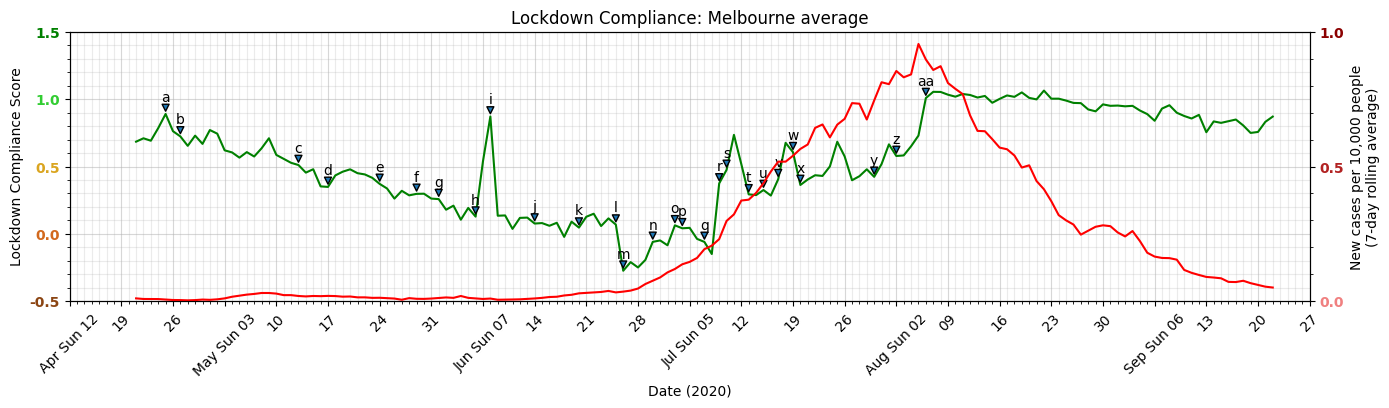 Lockdown Compliance: Melbourne average
1.5
1.0
0.5
0.0
-0.5
Lockdown Compliance Score
a
b
c
d
e
f
g
h
i
j
k
l
m
n
o
p
q
r
s
t
u
v
w
x
y
z
aa
1.0
0.5
0.0
New cases per 10,000 people
(7-day rolling average)
Apr Sun 12
19
26
May Sun 03
10
17
24
31
Jun Sun 07
14
21
28
Jul Sun 05
12
19
26
Aug Sun 02
09
16
23
30
Sep Sun 06
13
20
27
Date (2020)